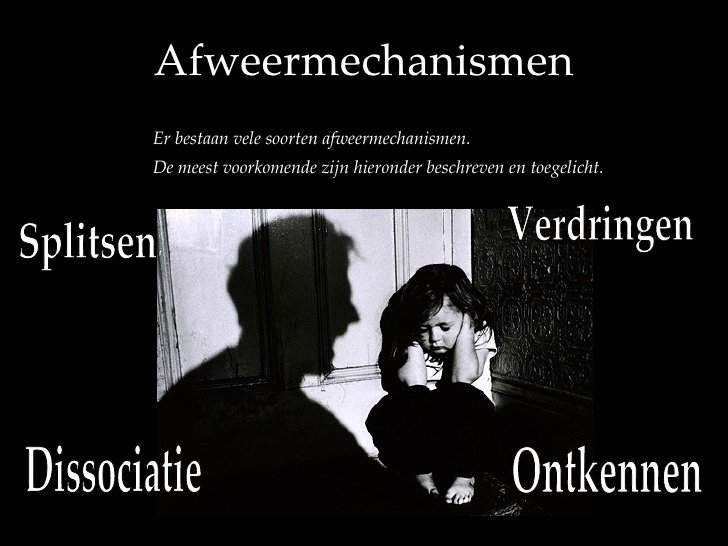 Afweermechanismen
Er bestaan vele soorten afweermechanismen.
De meest voorkomende zijn hieronder beschreven en toegelicht.
Splitsen
Verdringen
Dissociatie
Ontkennen